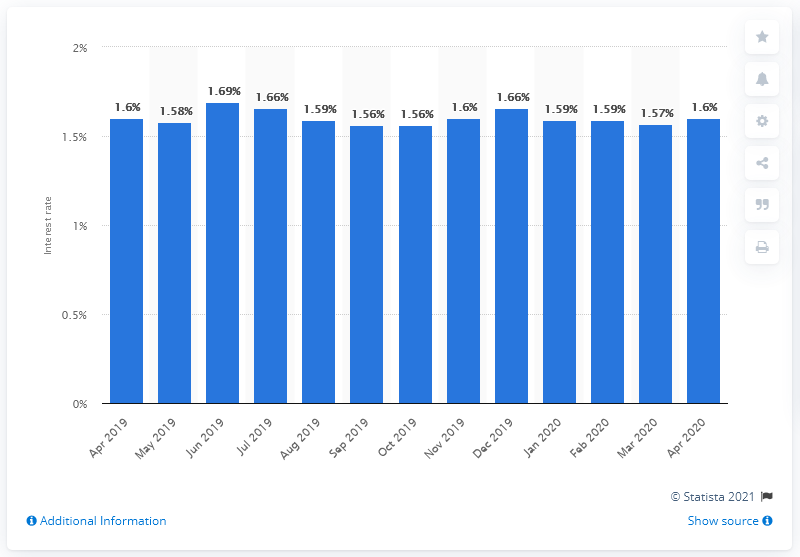 2%
1.5%
1%
0.5%
0%
Interest rate
1.6%
1.58%
1.69%
1.66%
1.59%
1.56%
1.56%
1.6%
1.66%
1.59%
1.59%
1.57%
1.6%
Apr 2019
May 2019
Jun 2019
Jul 2019
Aug 2019
Sep 2019
Oct 2019
Nov 2019
Dec 2019
Jan 2020
Feb 2020
Mar 2020
Apr 2020
© Statista 2021
Additional Information
Show source